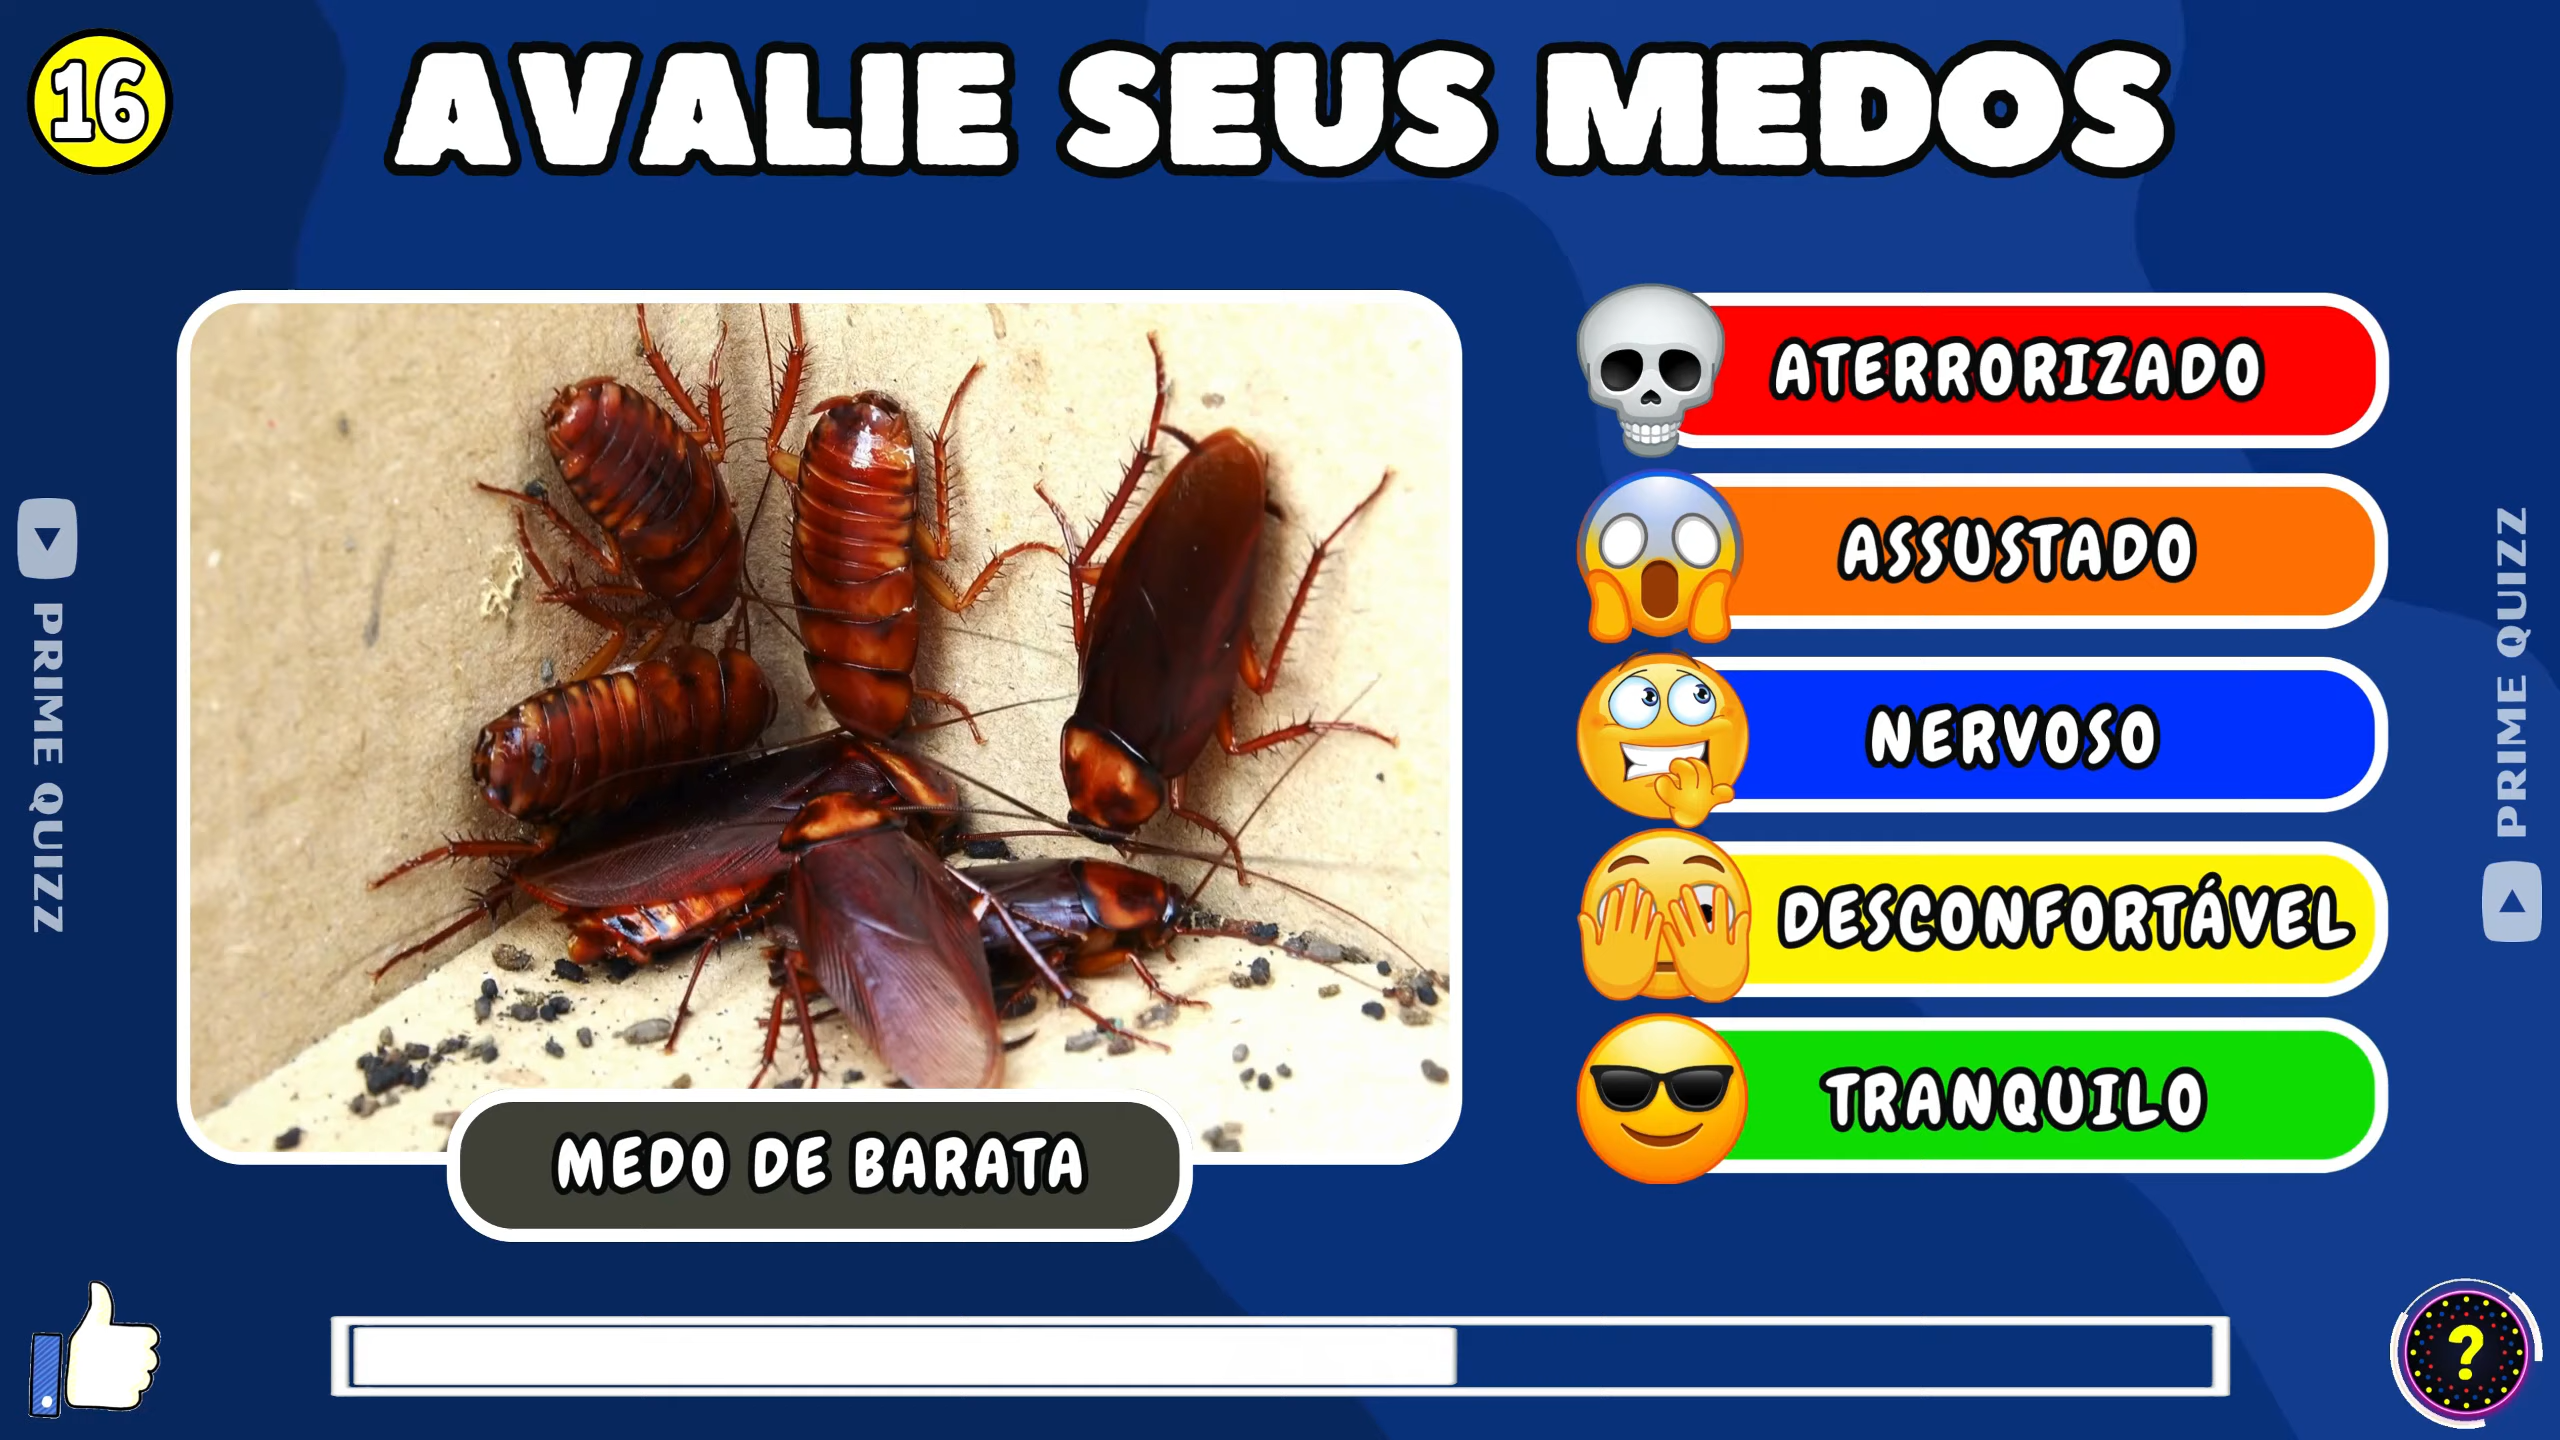 16
AVALIE SEUS MEDOS
ATERRORIZADO
ASSUSTADO
NERVOSO
DESCONFORTÁVEL
TRANQUILO
MEDO DE BARATA
PRIME QUIZZ
PRIME QUIZZ
?